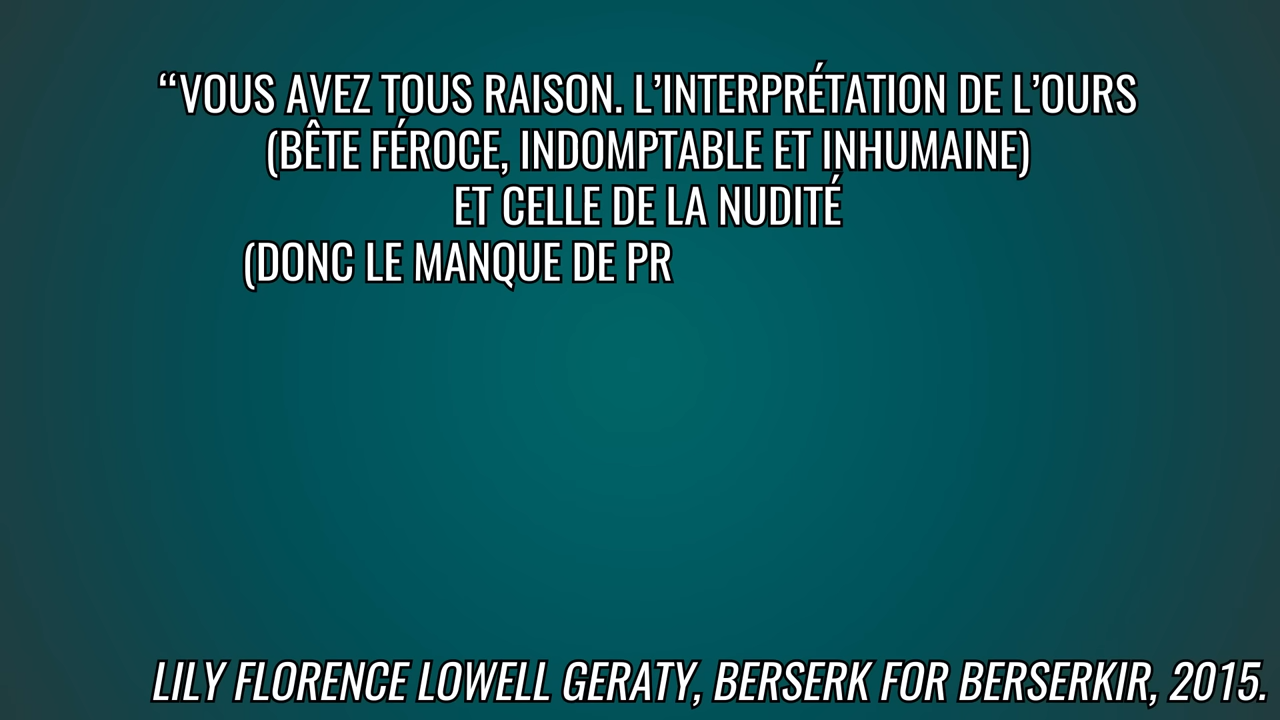 “VOUS AVEZ TOUS RAISON. L’INTERPRÉTATION DE L’OURS
(BÊTE FÉROCE, INDOMPTABLE ET INHUMAINE)
ET CELLE DE LA NUDITÉ
(DONC LE MANQUE DE PR
LILY FLORENCE LOWELL GERATY, BERSERK FOR BERSERKIR, 2015.